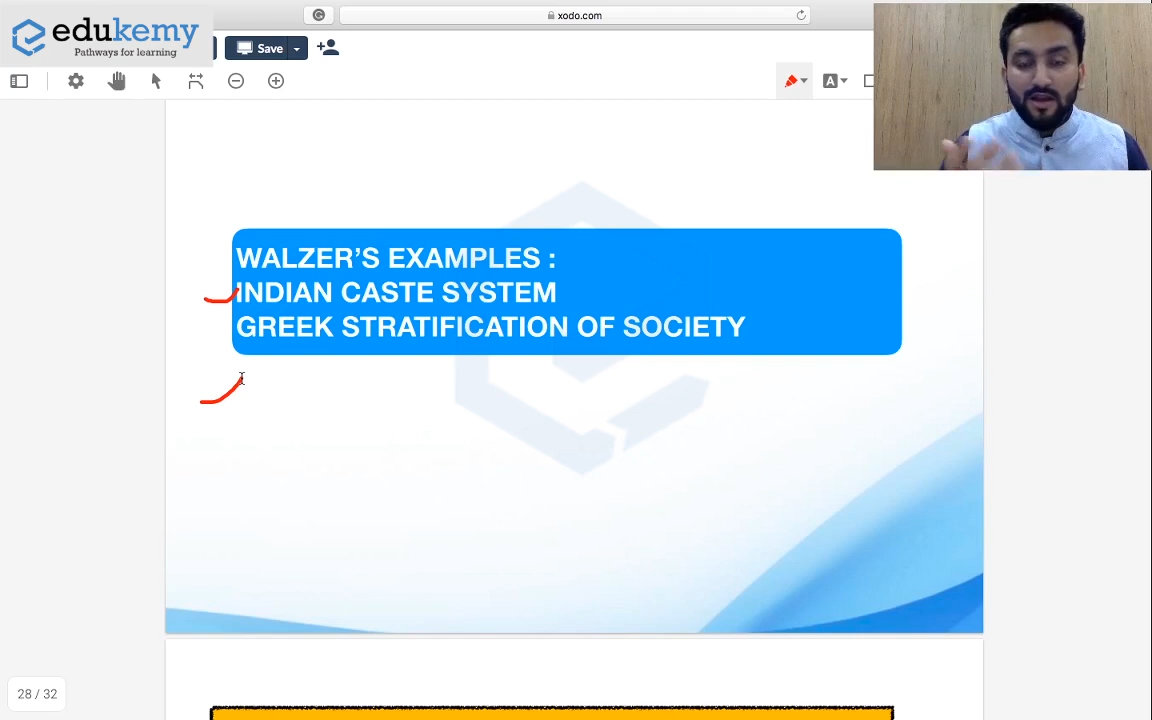 edukemy
Pathways for learning
xodo.com
Save
A
WALZER’S EXAMPLES :
INDIAN CASTE SYSTEM
GREEK STRATIFICATION OF SOCIETY
28 / 32